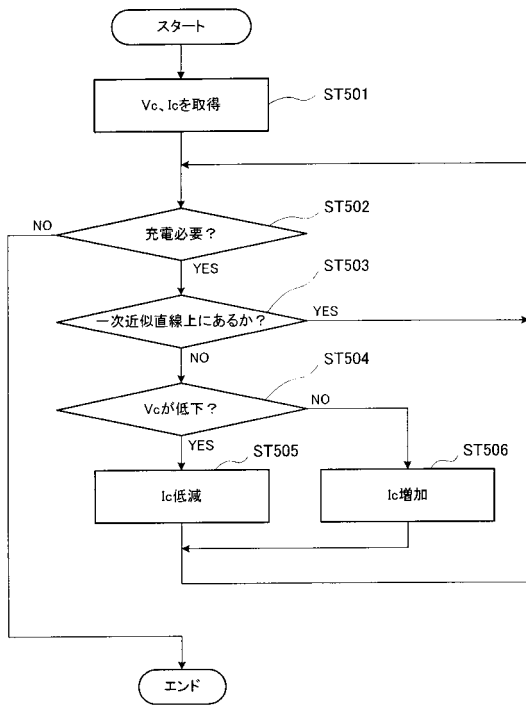 スタート
Vc、Icを取得
ST501
充電必要？
ST502
NO
YES
一次近似直線上にあるか？
ST503
YES
NO
Vcが低下？
ST504
NO
YES
Ic低減
ST505
Ic増加
ST506
エンド